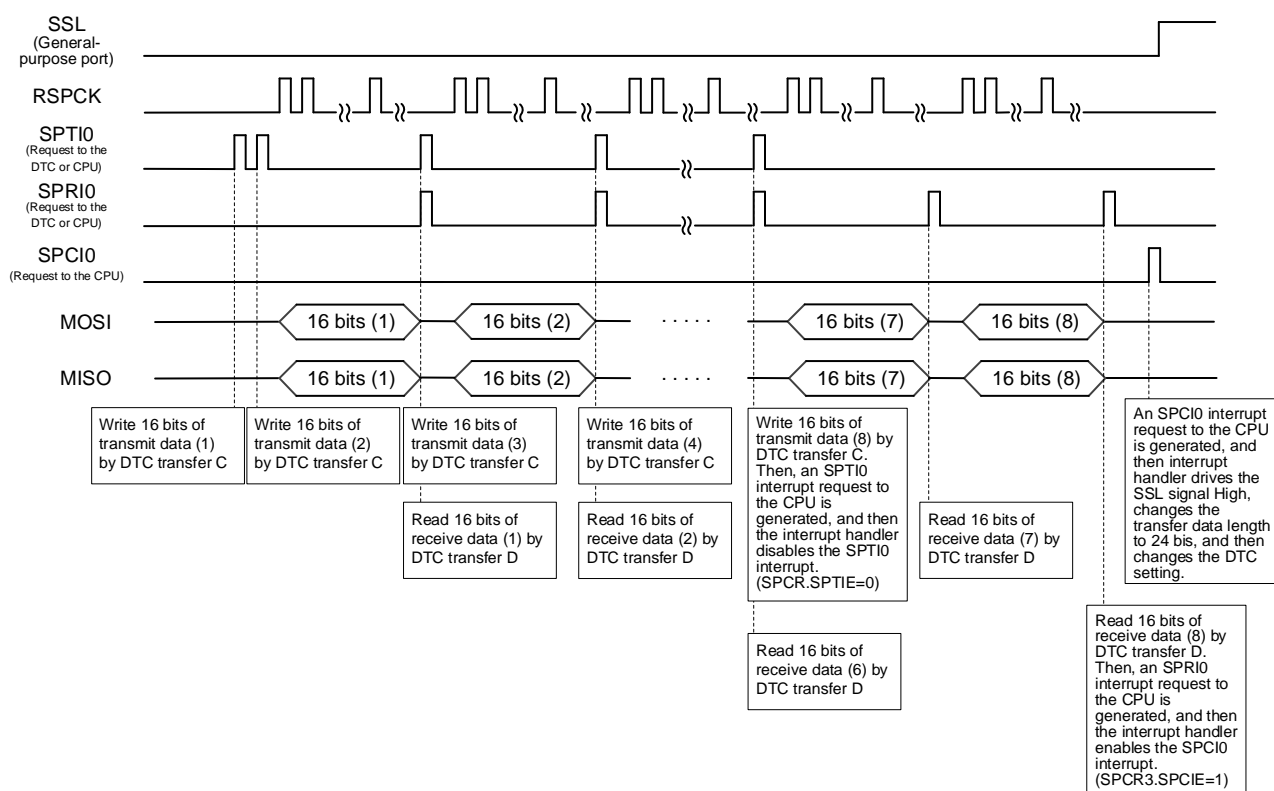 SSL
(General-
purpose port)
RSPCK
SPTI0
(Request to the
DTC or CPU)
SPRI0
(Request to the
DTC or CPU)
SPCI0
(Request to the CPU)
MOSI
16 bits (1)
16 bits (2)
. . . . .
16 bits (7)
16 bits (8)
MISO
16 bits (1)
16 bits (2)
. . . . .
16 bits (7)
16 bits (8)
Write 16 bits of
transmit data (1)
by DTC transfer C
Write 16 bits of
transmit data (2)
by DTC transfer C
Write 16 bits of
transmit data (3)
by DTC transfer C
Write 16 bits of
transmit data (4)
by DTC transfer C
Write 16 bits of
transmit data (8) by
DTC transfer C.
Then, an SPTI0
interrupt request to
the CPU is
generated, and then
the interrupt handler
disables the SPTI0
interrupt.
(SPCR.SPTIE=0)
An SPCI0 interrupt
request to the CPU
is generated, and
then interrupt
handler drives the
SSL signal High,
changes the
transfer data length
to 24 bis, and then
changes the DTC
setting.
Read 16 bits of
receive data (1) by
DTC transfer D
Read 16 bits of
receive data (2) by
DTC transfer D
Read 16 bits of
receive data (7) by
DTC transfer D
Read 16 bits of
receive data (6) by
DTC transfer D
Read 16 bits of
receive data (8) by
DTC transfer D.
Then, an SPRI0
interrupt request to
the CPU is
generated, and then
the interrupt handler
enables the SPCI0
interrupt.
(SPCR3.SPCIE=1)